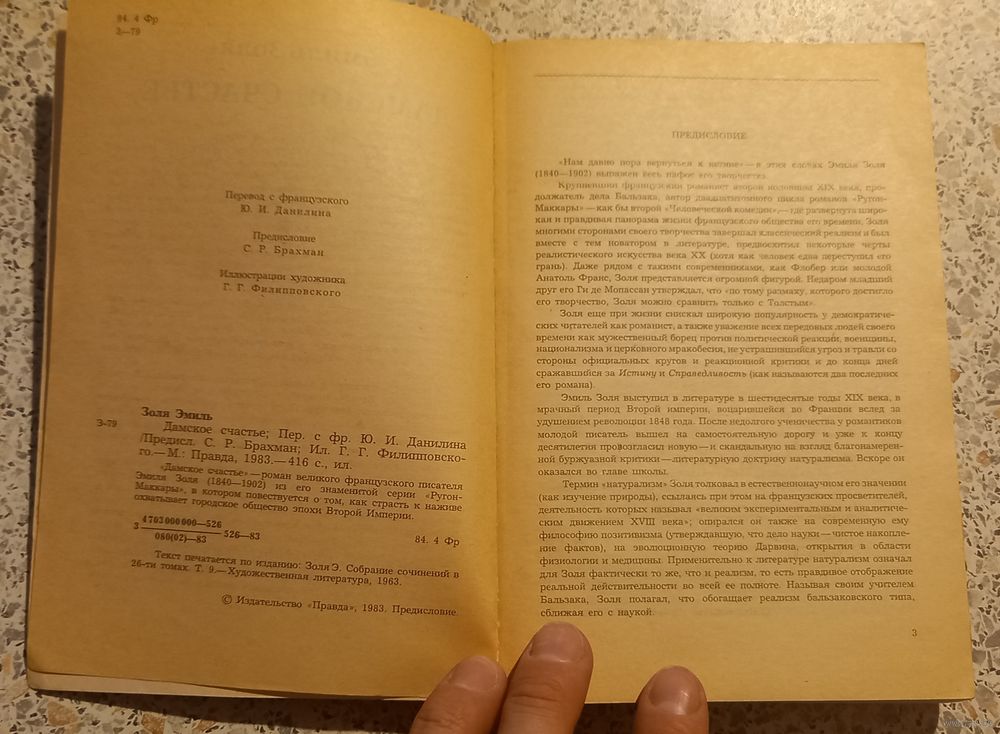 84. 4 Фр
З—79
Перевод с французского
Ю. И. Данилина
Предисловие
С. Р. Брахман
Иллюстрации художника
Г. Г. Филипповского
Золя Эмиль
З-79
Дамское счастье; Пер. с фр. Ю. И. Данилина
/Предисл. С. Р. Брахман; Ил. Г. Г. Филипповско-
го.—М.: Правда, 1983.—416 с., ил.
«Дамское счастье»—роман великого французского писателя
Эмиля Золя (1840—1902) из его знаменитой серии «Ругон-
Маккары», в котором повествуется о том, как страсть к наживе
охватывает городское общество эпохи Второй Империи.
4703000000—526
З 526—83
080(02)—83
84. 4 Фр
Текст печатается по изданию: Золя Э. Собрание сочинений в
26-ти томах. Т. 9.—Художественная литература, 1963.
© Издательство «Правда», 1983. Предисловие.
ПРЕДИСЛОВИЕ
«Нам давно пора вернуться к истине»—в этих словах Эмиля Золя
(1840—1902) выражен весь пафос его творчества.
Крупнейший французский романист второй половины XIX века, про-
должатель дела Бальзака, автор двадцатитомного цикла романов «Ругон-
Маккары»—как бы второй «Человеческой комедии»,—где развернута широ-
кая и правдивая панорама жизни французского общества его времени, Золя
многими сторонами своего творчества завершал классический реализм и был
вместе с тем новатором в литературе, предвосхитил некоторые черты
реалистического искусства века XX (хотя как человек едва переступил его
грань). Даже рядом с такими современниками, как Флобер или молодой
Анатоль Франс, Золя представляется огромной фигурой. Недаром младший
друг его Ги де Мопассан утверждал, что «по тому размаху, которого достигло
его творчество, Золя можно сравнить только с Толстым».
Золя еще при жизни снискал широкую популярность у демократиче-
ских читателей как романист, а также уважение всех передовых людей своего
времени как мужественный борец против политической реакции, военщины,
национализма и церковного мракобесия, не устрашившийся угроз и травли со
стороны официальных кругов и реакционной критики и до конца дней
сражавшийся за Истину и Справедливость (как называются два последних
его романа).
Эмиль Золя выступил в литературе в шестидесятые годы XIX века, в
мрачный период Второй империи, воцарившейся во Франции вслед за
удушением революции 1848 года. После недолгого ученичества у романтиков
молодой писатель вышел на самостоятельную дорогу и уже к концу
десятилетия провозгласил новую—и скандальную на взгляд благонамерен-
ной буржуазной критики—литературную доктрину натурализма. Вскоре он
оказался во главе школы.
Термин «натурализм» Золя толковал в естественнонаучном его значении
(как изучение природы), ссылаясь при этом на французских просветителей,
деятельность которых называл «великим экспериментальным и аналитиче-
ским движением XVIII века»; опирался он также на современную ему
философию позитивизма (утверждавшую, что дело науки—чистое накопле-
ние фактов), на эволюционную теорию Дарвина, открытия в области
физиологии и медицины. Применительно к литературе натурализм означал
для Золя фактически то же, что и реализм, то есть правдивое отображение
реальной действительности во всей ее полноте. Называя своим учителем
Бальзака, Золя полагал, что обогащает реализм бальзаковского типа,
сближая его с наукой.
3